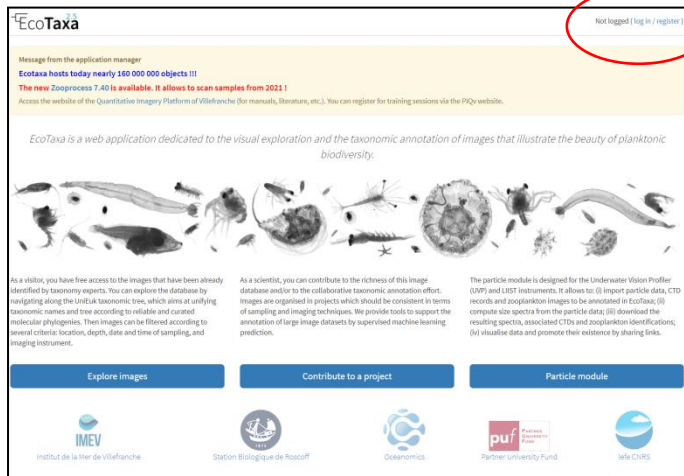 EcoTaxa 2.5
Not logged ( log in / register )
Message from the application manager
Ecotaxa hosts today nearly 160 000 000 objects !!!
The new Zooprocess 7.40 is available. It allows to scan samples from 2021 !
Access the website of the Quantitative Imagery Platform of Villefranche (for manuals, literature, etc.). You can register for training sessions via the PIQv website.
EcoTaxa is a web application dedicated to the visual exploration and the taxonomic annotation of images that illustrate the beauty of planktonic
biodiversity.
As a visitor, you have free access to the images that have been already
identified by taxonomy experts. You can explore the database by
navigating along the UniEuk taxonomic tree, which aims at unifying
taxonomic names and tree according to reliable and curated
molecular phylogenies. Then images can be filtered according to
several criteria: location, depth, date and time of sampling, and
imaging instrument.
As a scientist, you can contribute to the richness of this image
database and/or to the collaborative taxonomic annotation effort.
Images are organised in projects which should be consistent in terms
of sampling and imaging techniques. We provide tools to support the
annotation of large image datasets by supervised machine learning
prediction.
The particle module is designed for the Underwater Vision Profiler
(UVP) and LISST instruments. It allows to: (i) import particle data, CTD
records and zooplankton images to be annotated in EcoTaxa; (ii)
compute size spectra from the particle data; (iii) download the
resulting spectra, associated CTDs and zooplankton identifications;
(iv) visualise data and promote their existence by sharing links.
Explore images
Contribute to a project
Particle module
IMEV
Institut de la Mer de Villefranche
1872
Station Biologique de Roscoff
Oceanomics
puf
PARTNER
UNIVERSITY
FUND
Partner University Fund
lefe CNRS